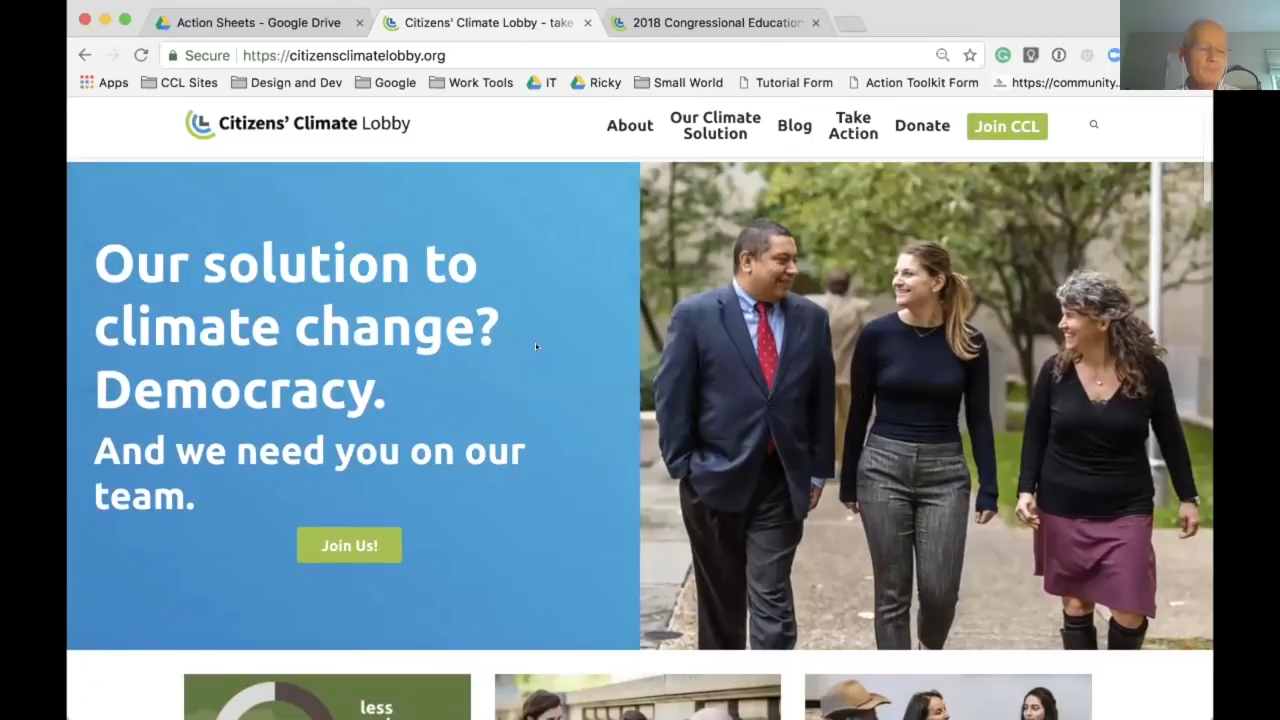 Action Sheets - Google Drive
Citizens' Climate Lobby - take
2018 Congressional Education
Secure
https://citizensclimatelobby.org
Apps
CCL Sites
Design and Dev
Google
Work Tools
IT
Ricky
Small World
Tutorial Form
Action Toolkit Form
https://community.
Citizens' Climate Lobby
About
Our Climate
Solution
Blog
Take
Action
Donate
Join CCL
Our solution to
climate change?
Democracy.
And we need you on our
team.
Join Us!
less